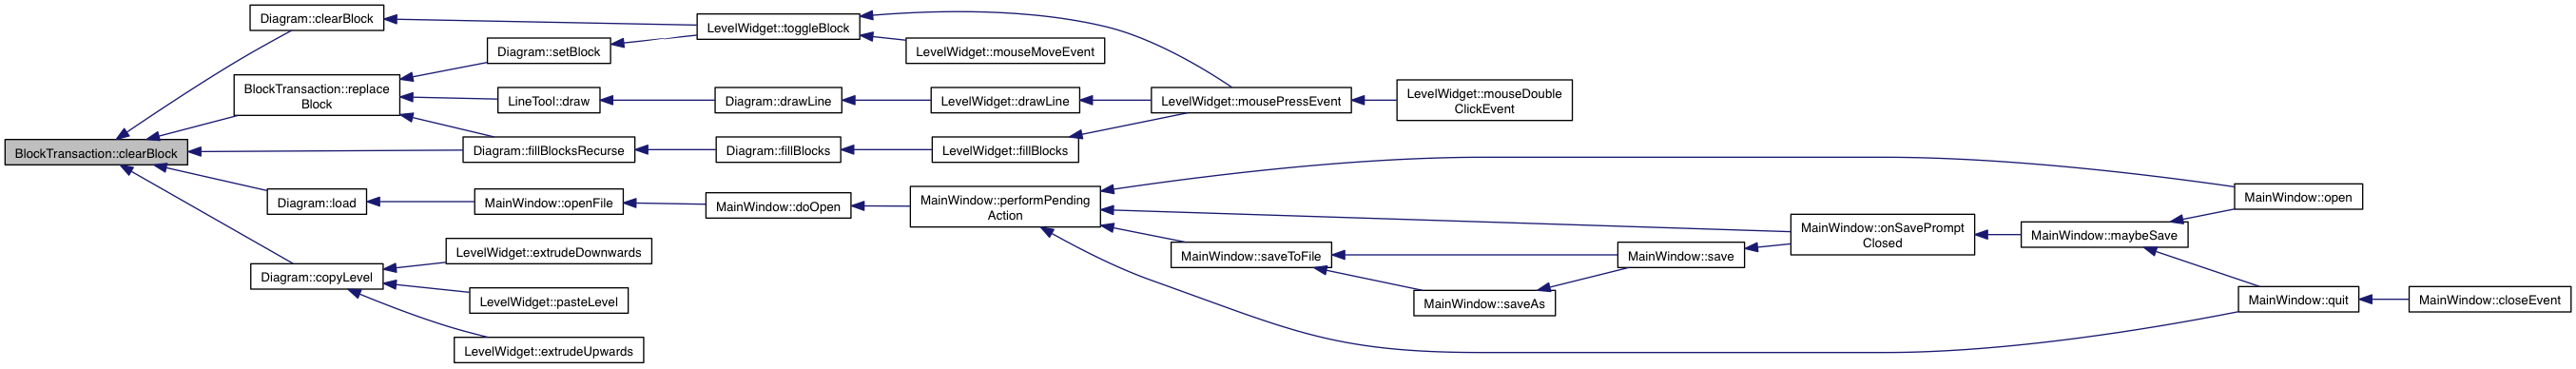 Diagram::clearBlock
LevelWidget::toggleBlock
Diagram::setBlock
LevelWidget::mouseMoveEvent
BlockTransaction::replace
Block
LineTool::draw
Diagram::drawLine
LevelWidget::drawLine
LevelWidget::mousePressEvent
LevelWidget::mouseDouble
ClickEvent
BlockTransaction::clearBlock
Diagram::fillBlocksRecurse
Diagram::fillBlocks
LevelWidget::fillBlocks
Diagram::load
MainWindow::openFile
MainWindow::doOpen
MainWindow::performPending
Action
MainWindow::open
MainWindow::onSavePrompt
Closed
MainWindow::maybeSave
LevelWidget::extrudeDownwards
MainWindow::saveToFile
MainWindow::save
Diagram::copyLevel
LevelWidget::pasteLevel
MainWindow::saveAs
MainWindow::quit
MainWindow::closeEvent
LevelWidget::extrudeUpwards